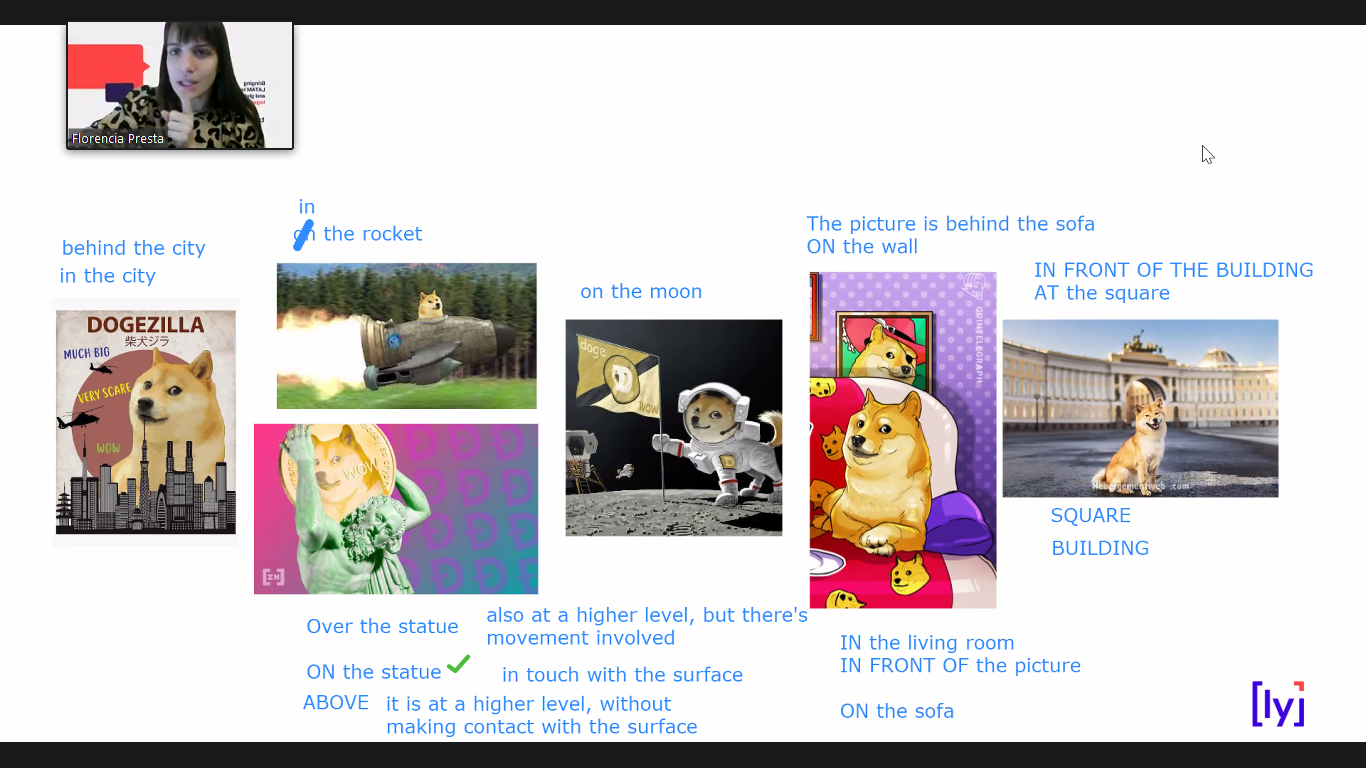 Florencia Presta
in
on the rocket
behind the city
in the city
DOGEZILLA
柴犬ジラ
MUCH BIG
VERY SCARE
WOW
WOW
[IN]
on the moon
doge
WOW
The picture is behind the sofa
ON the wall
COINTELEGRAPH
IN FRONT OF THE BUILDING
AT the square
SQUARE
BUILDING
Over the statue
also at a higher level, but there's
movement involved
ON the statue
in touch with the surface
ABOVE
it is at a higher level, without
making contact with the surface
IN the living room
IN FRONT OF the picture
ON the sofa
[ly]